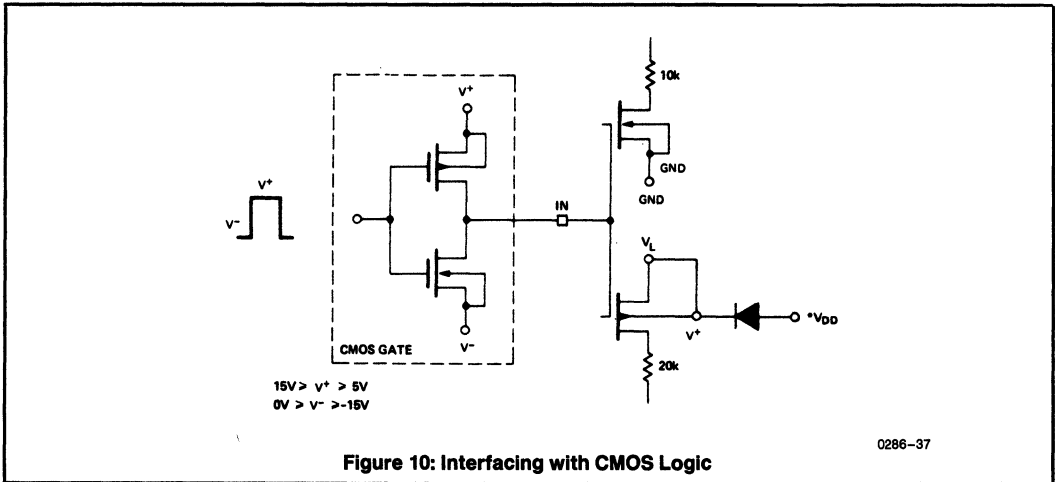 10k
V+
GND
V+
GND
V-
IN
VL
V+
*VDD
CMOS GATE
V-
20k
15V ≥ V+ ≥ 5V
0V ≥ V- ≥ -15V
0286-37
Figure 10: Interfacing with CMOS Logic